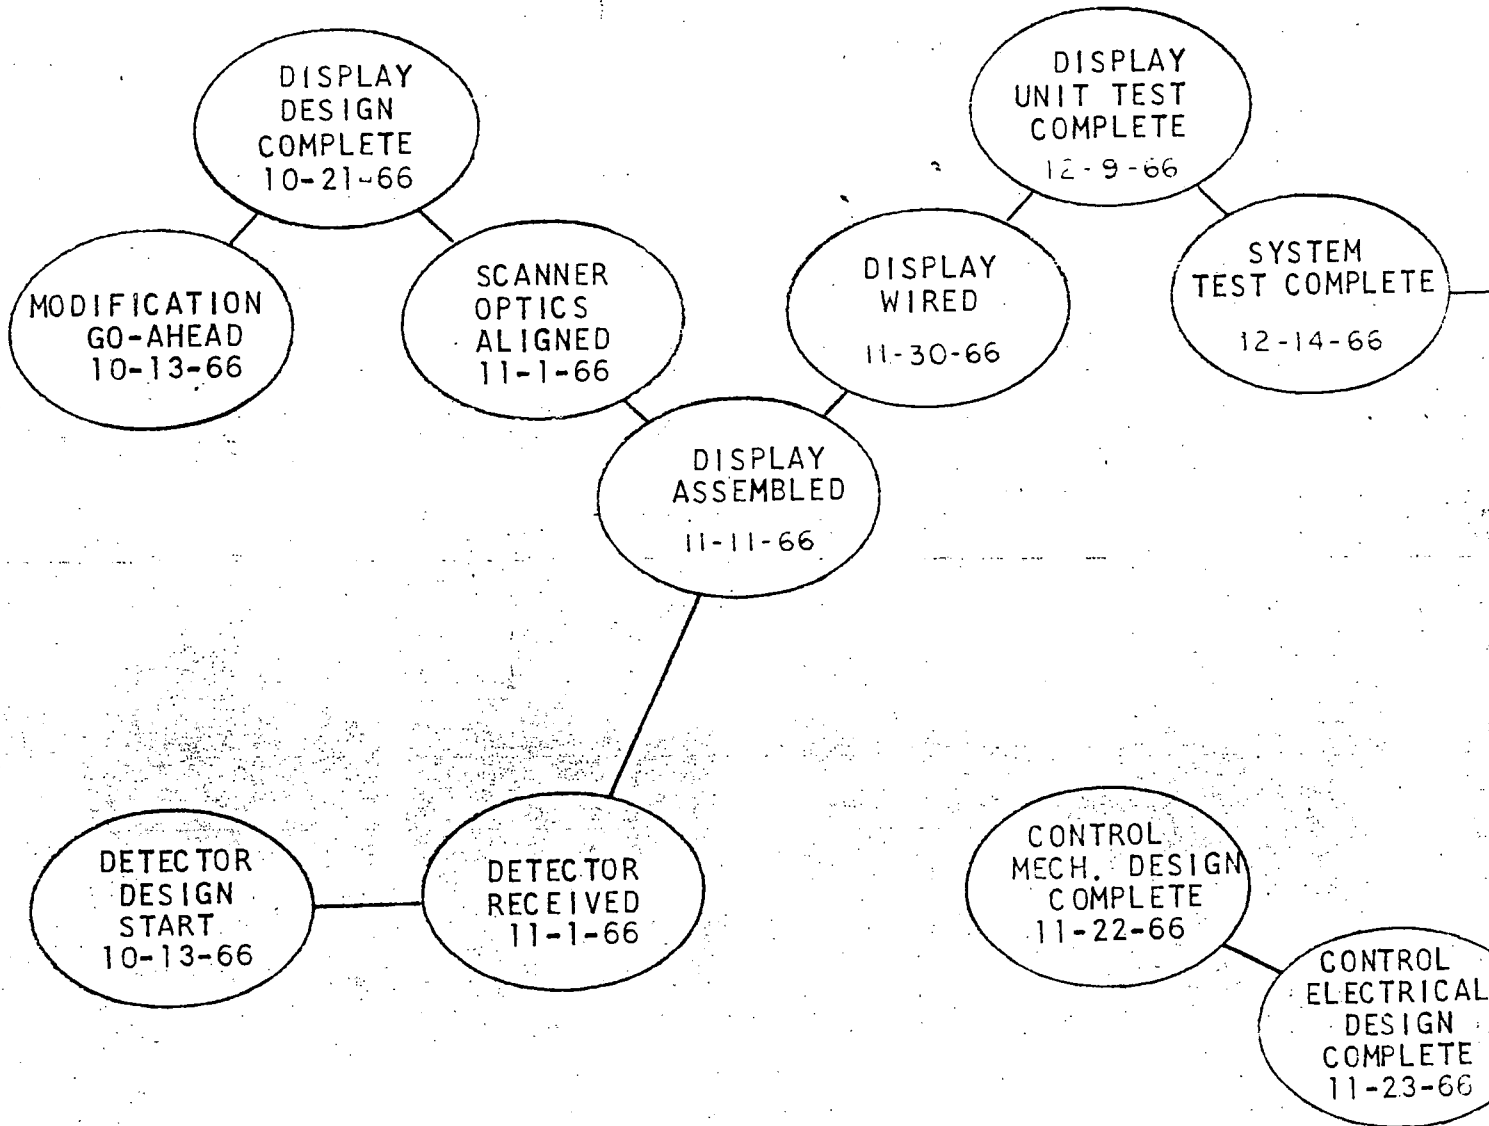 DISPLAY
DESIGN
COMPLETE
10-21-66
DISPLAY
UNIT TEST
COMPLETE
12-9-66
MODIFICATION
GO-AHEAD
10-13-66
SCANNER
OPTICS
ALIGNED
11-1-66
DISPLAY
WIRED
11-30-66
SYSTEM
TEST COMPLETE
12-14-66
DISPLAY
ASSEMBLED
11-11-66
DETECTOR
DESIGN
START
10-13-66
DETECTOR
RECEIVED
11-1-66
CONTROL
MECH. DESIGN
COMPLETE
11-22-66
CONTROL
ELECTRICAL
DESIGN
COMPLETE
11-23-66